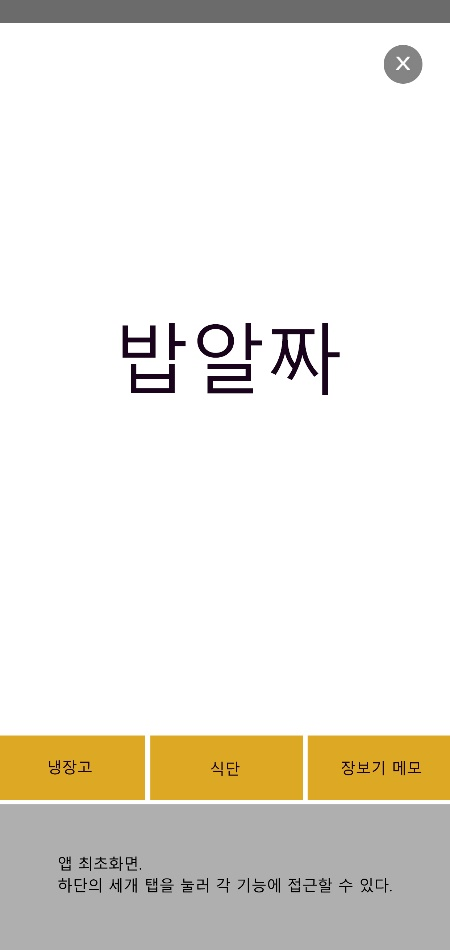 X
밥알짜
냉장고
식단
장보기 메모
앱 최초화면.
하단의 세개 탭을 눌러 각 기능에 접근할 수 있다.